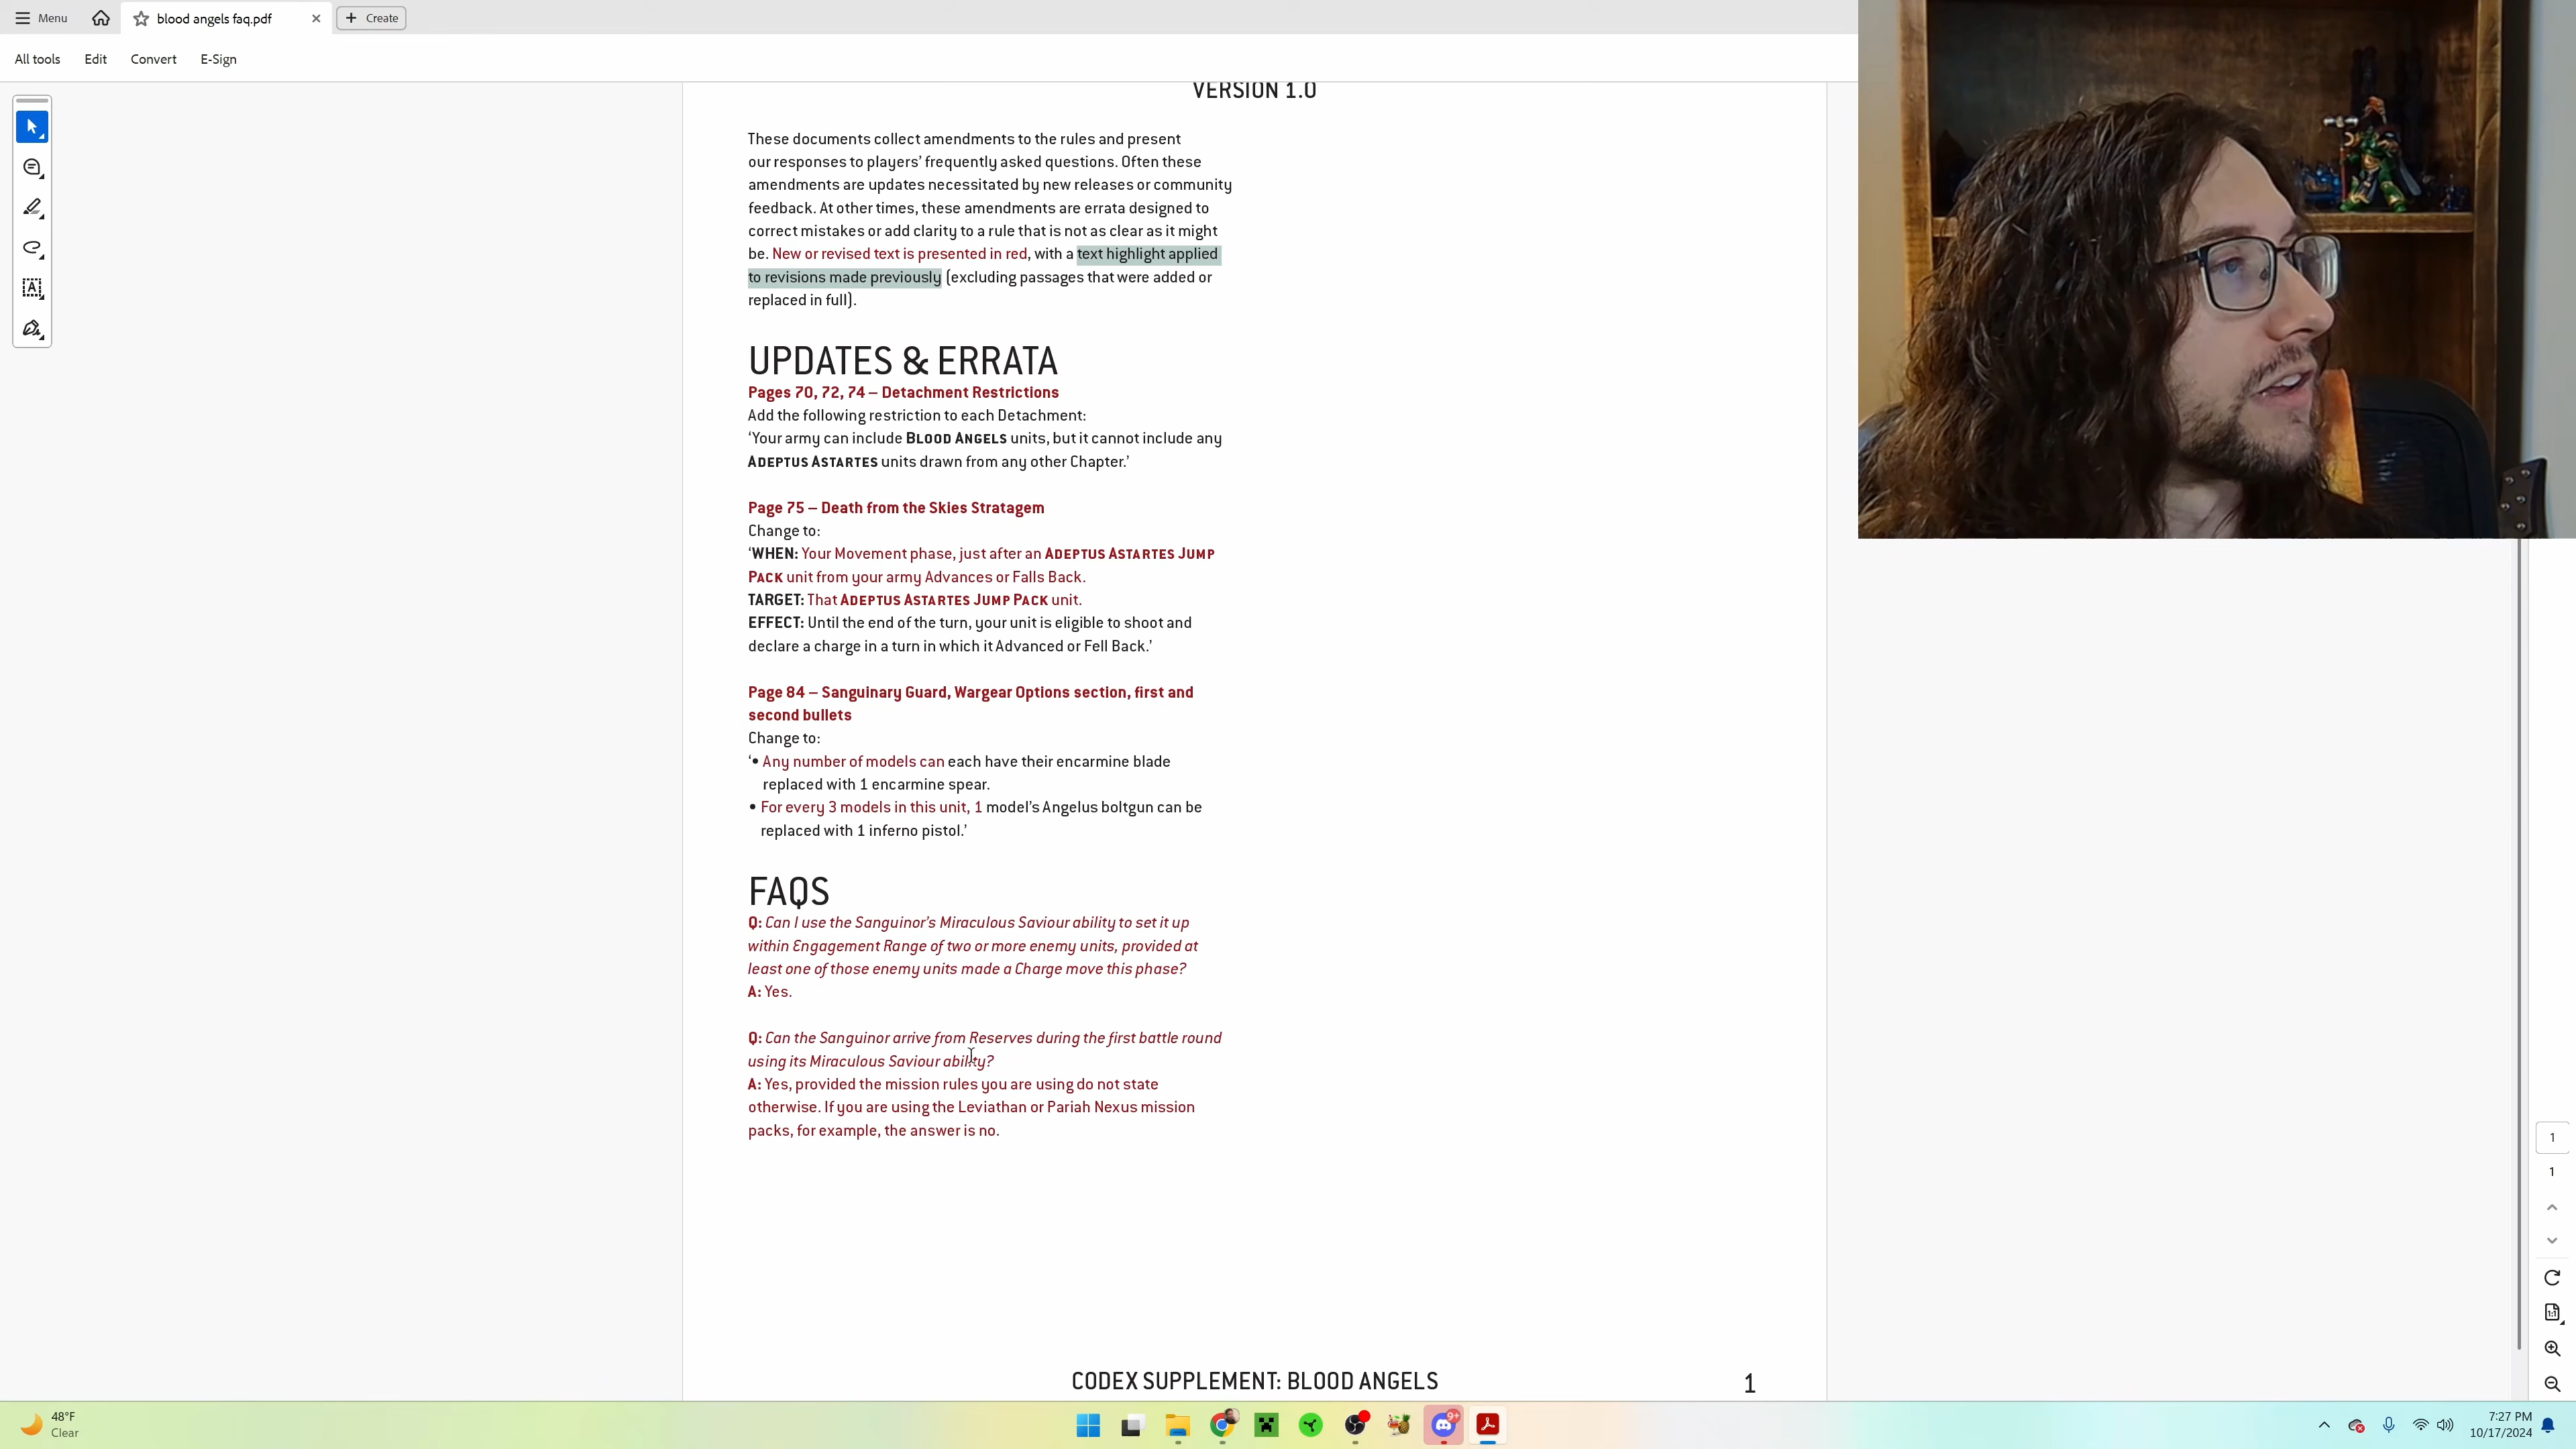 Menu
blood angels faq.pdf
Create
All tools
Edit
Convert
E-Sign
VERSION 1.0
These documents collect amendments to the rules and present
our responses to players’ frequently asked questions. Often these
amendments are updates necessitated by new releases or community
feedback. At other times, these amendments are errata designed to
correct mistakes or add clarity to a rule that is not as clear as it might
be. New or revised text is presented in red, with a text highlight applied
to revisions made previously (excluding passages that were added or
replaced in full).
UPDATES & ERRATA
Pages 70, 72, 74 – Detachment Restrictions
Add the following restriction to each Detachment:
‘Your army can include BLOOD ANGELS units, but it cannot include any
ADEPTUS ASTARTES units drawn from any other Chapter.’
Page 75 – Death from the Skies Stratagem
Change to:
‘WHEN: Your Movement phase, just after an ADEPTUS ASTARTES JUMP
PACK unit from your army Advances or Falls Back.
TARGET: That ADEPTUS ASTARTES JUMP PACK unit.
EFFECT: Until the end of the turn, your unit is eligible to shoot and
declare a charge in a turn in which it Advanced or Fell Back.’
Page 84 – Sanguinary Guard, Wargear Options section, first and
second bullets
Change to:
‘• Any number of models can each have their encarmine blade
replaced with 1 encarmine spear.
• For every 3 models in this unit, 1 model’s Angelus boltgun can be
replaced with 1 inferno pistol.’
FAQS
Q: Can I use the Sanguinor’s Miraculous Saviour ability to set it up
within Engagement Range of two or more enemy units, provided at
least one of those enemy units made a Charge move this phase?
A: Yes.
Q: Can the Sanguinor arrive from Reserves during the first battle round
using its Miraculous Saviour ability?
A: Yes, provided the mission rules you are using do not state
otherwise. If you are using the Leviathan or Pariah Nexus mission
packs, for example, the answer is no.
CODEX SUPPLEMENT: BLOOD ANGELS
1
1
1
48°F
Clear
9+
7:27 PM
10/17/2024